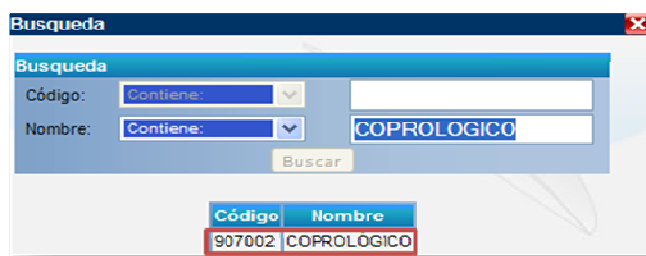 Busqueda
Busqueda
Código: Contiene:
Nombre: Contiene: COPROLOGICO
Buscar
Código Nombre
907002 COPROLÓGICO